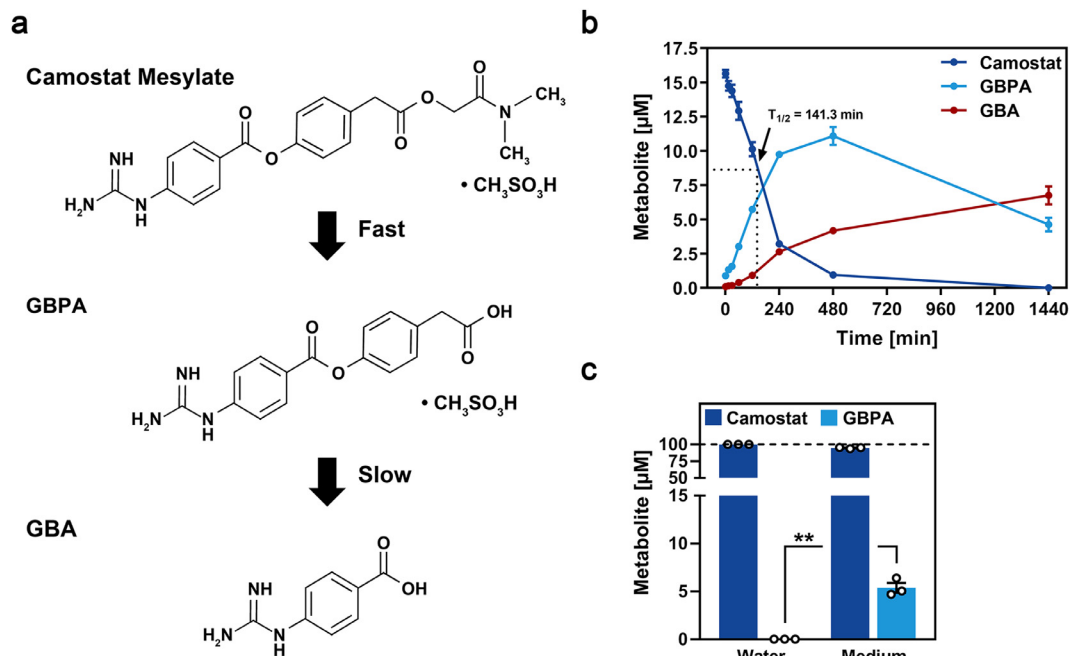 a
Camostat Mesylate
O
O
O
O
O
N
CH₃
CH₃
NH
H₂N
N
H
• CH₃SO₃H
Fast
GBPA
O
O
OH
O
NH
H₂N
N
H
• CH₃SO₃H
Slow
GBA
O
OH
NH
H₂N
N
H
b
Metabolite [µM]
17.5
15.0
12.5
10.0
7.5
5.0
2.5
0.0
Camostat
GBPA
GBA
T₁/₂ = 141.3 min
0 240 480 720 960 1200 1440
Time [min]
c
Metabolite [µM]
Camostat GBPA
100
75
50
15
10
5
0
**
Water Medium